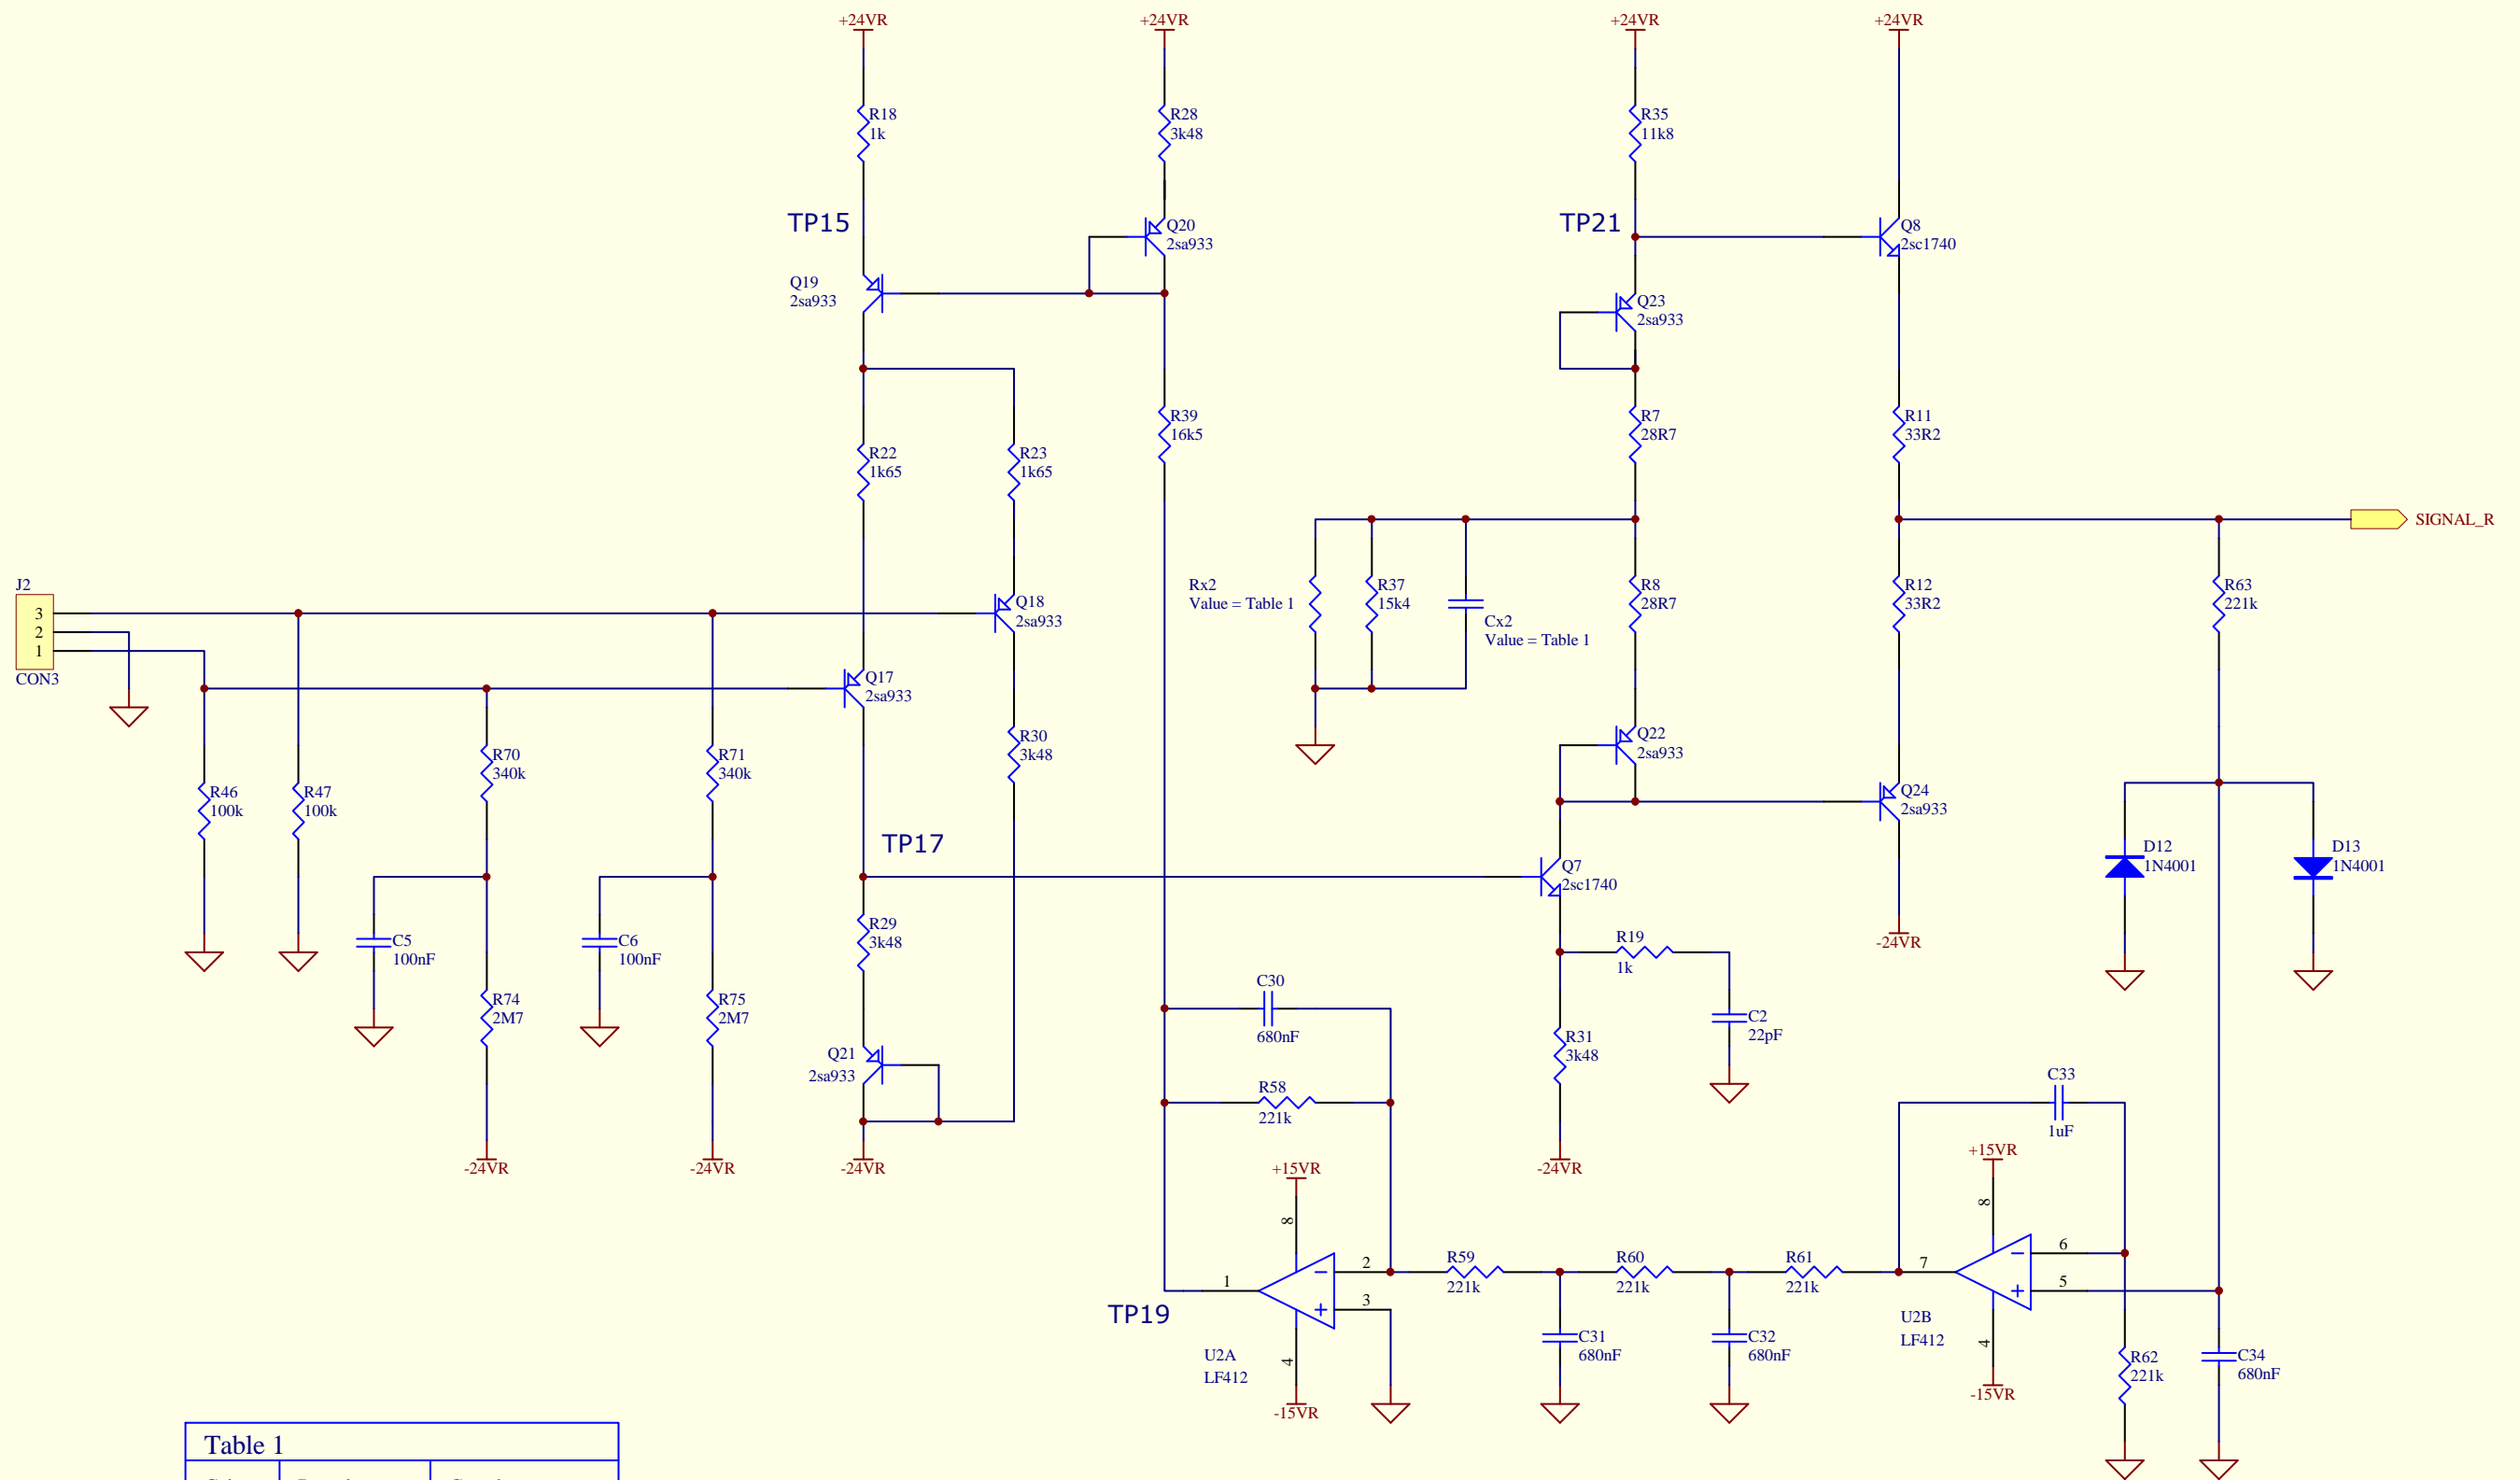 +24VR
+24VR
+24VR
+24VR
R18
1k
R28
3k48
R35
11k8
TP15
TP21
Q20
2sa933
Q8
2sc1740
Q19
2sa933
Q23
2sa933
R39
16k5
R7
28R7
R11
33R2
R22
1k65
R23
1k65
SIGNAL_R
J2
3
2
1
CON3
Rx2
Value = Table 1
R37
15k4
Cx2
Value = Table 1
R8
28R7
R12
33R2
R63
221k
Q18
2sa933
Q17
2sa933
R30
3k48
Q22
2sa933
R70
340k
R71
340k
R46
100k
R47
100k
Q24
2sa933
TP17
D12
1N4001
D13
1N4001
Q7
2sc1740
R29
3k48
C5
100nF
C6
100nF
R19
1k
-24VR
C30
680nF
R74
2M7
R75
2M7
C2
22pF
R31
3k48
Q21
2sa933
R58
221k
C33
1uF
-24VR
-24VR
-24VR
-24VR
+15VR
+15VR
8
8
1
2
3
4
R59
221k
R60
221k
R61
221k
7
6
5
4
TP19
U2A
LF412
-15VR
C31
680nF
C32
680nF
U2B
LF412
-15VR
R62
221k
C34
680nF
Table 1